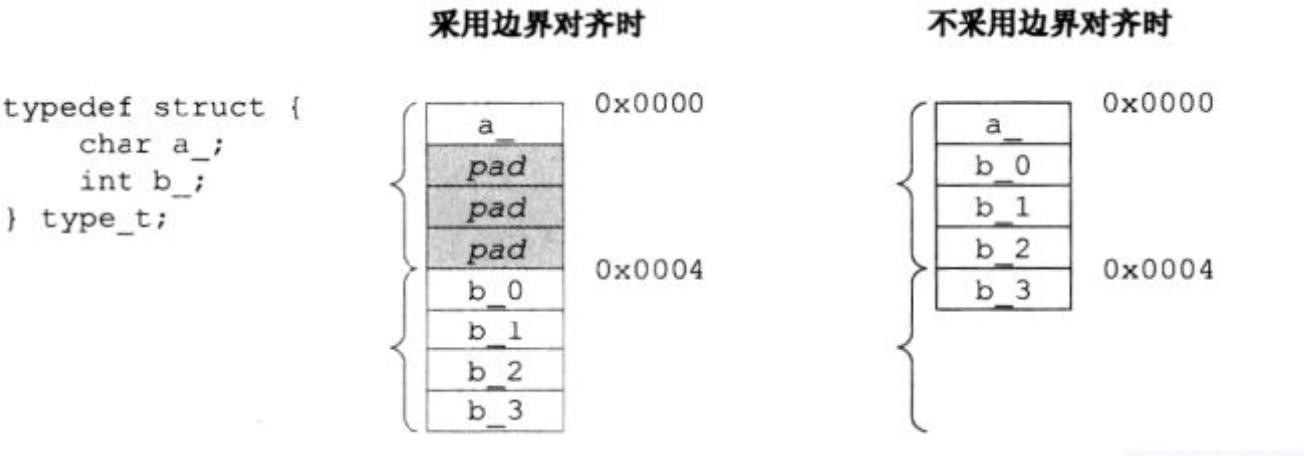 采用边界对齐时
不采用边界对齐时
typedef struct {
char a_;
int b_;
} type_t;
a_
pad
pad
pad
b_0
b_1
b_2
b_3
0x0000
0x0004
a_
b_0
b_1
b_2
b_3
0x0000
0x0004